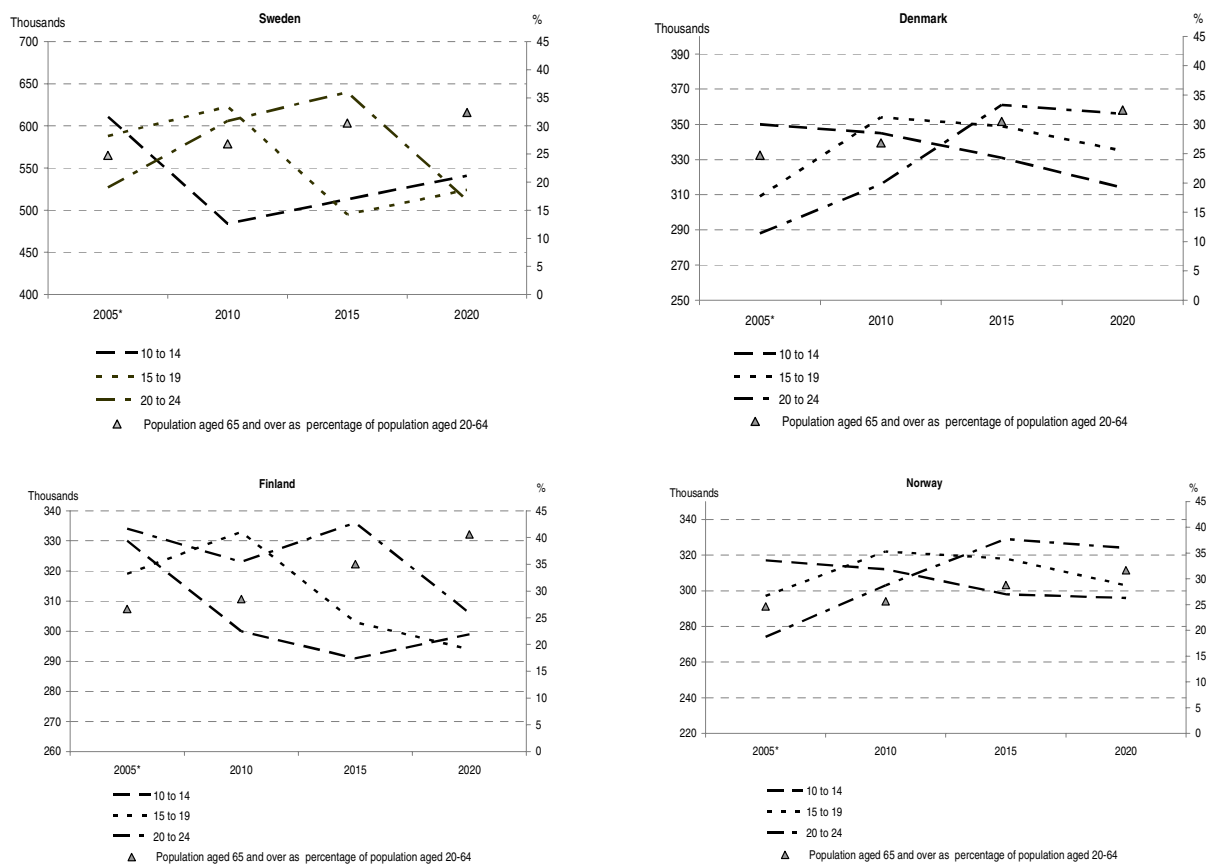 Sweden
Thousands %
700 45
650 40
600 35
550 30
500 25
450 20
400 15
10
5
0
2005* 2010 2015 2020
10 to 14
15 to 19
20 to 24
Population aged 65 and over as percentage of population aged 20-64
Denmark
Thousands %
390 45
370 40
350 35
330 30
310 25
290 20
270 15
250 10
5
0
2005* 2010 2015 2020
10 to 14
15 to 19
20 to 24
Population aged 65 and over as percentage of population aged 20-64
Finland
Thousands %
340 45
330 40
320 35
310 30
300 25
290 20
280 15
270 10
260 5
0
2005* 2010 2015 2020
10 to 14
15 to 19
20 to 24
Population aged 65 and over as percentage of population aged 20-64
Norway
Thousands %
340 45
320 40
300 35
280 30
260 25
240 20
220 15
10
5
0
2005* 2010 2015 2020
10 to 14
15 to 19
20 to 24
Population aged 65 and over as percentage of population aged 20-64